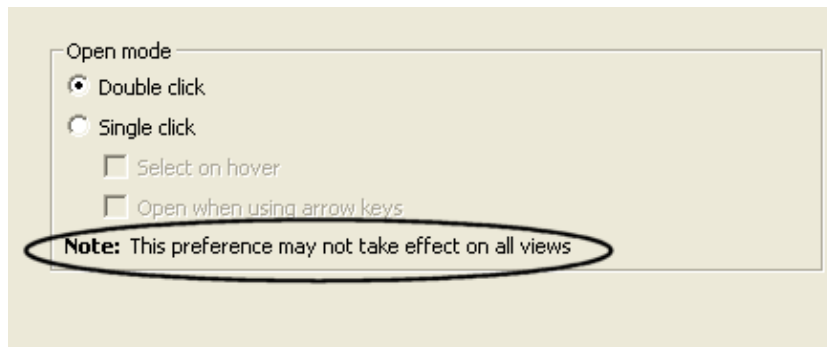 Open mode
Double click
Single click
Select on hover
Open when using arrow keys
Note: This preference may not take effect on all views